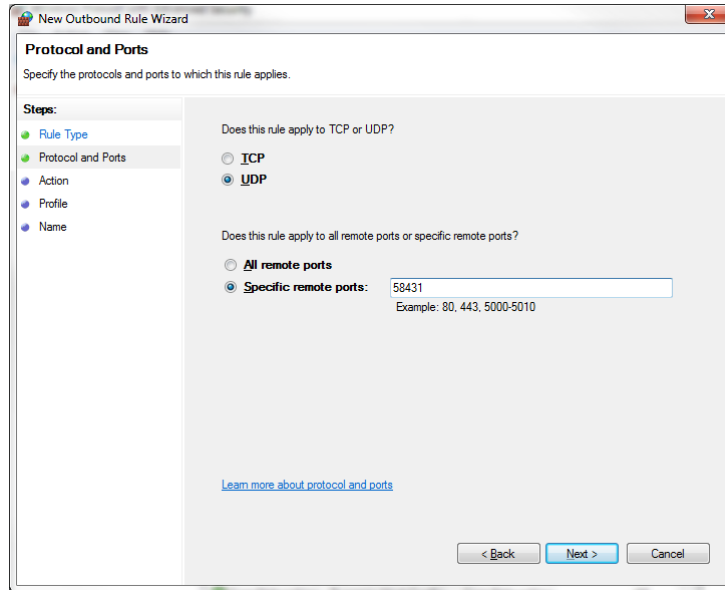 New Outbound Rule Wizard
Protocol and Ports
Specify the protocols and ports to which this rule applies.
Steps:
Rule Type
Protocol and Ports
Action
Profile
Name
Does this rule apply to TCP or UDP?
TCP
UDP
Does this rule apply to all remote ports or specific remote ports?
All remote ports
Specific remote ports: 58431
Example: 80, 443, 5000-5010
Learn more about protocol and ports
< Back Next > Cancel